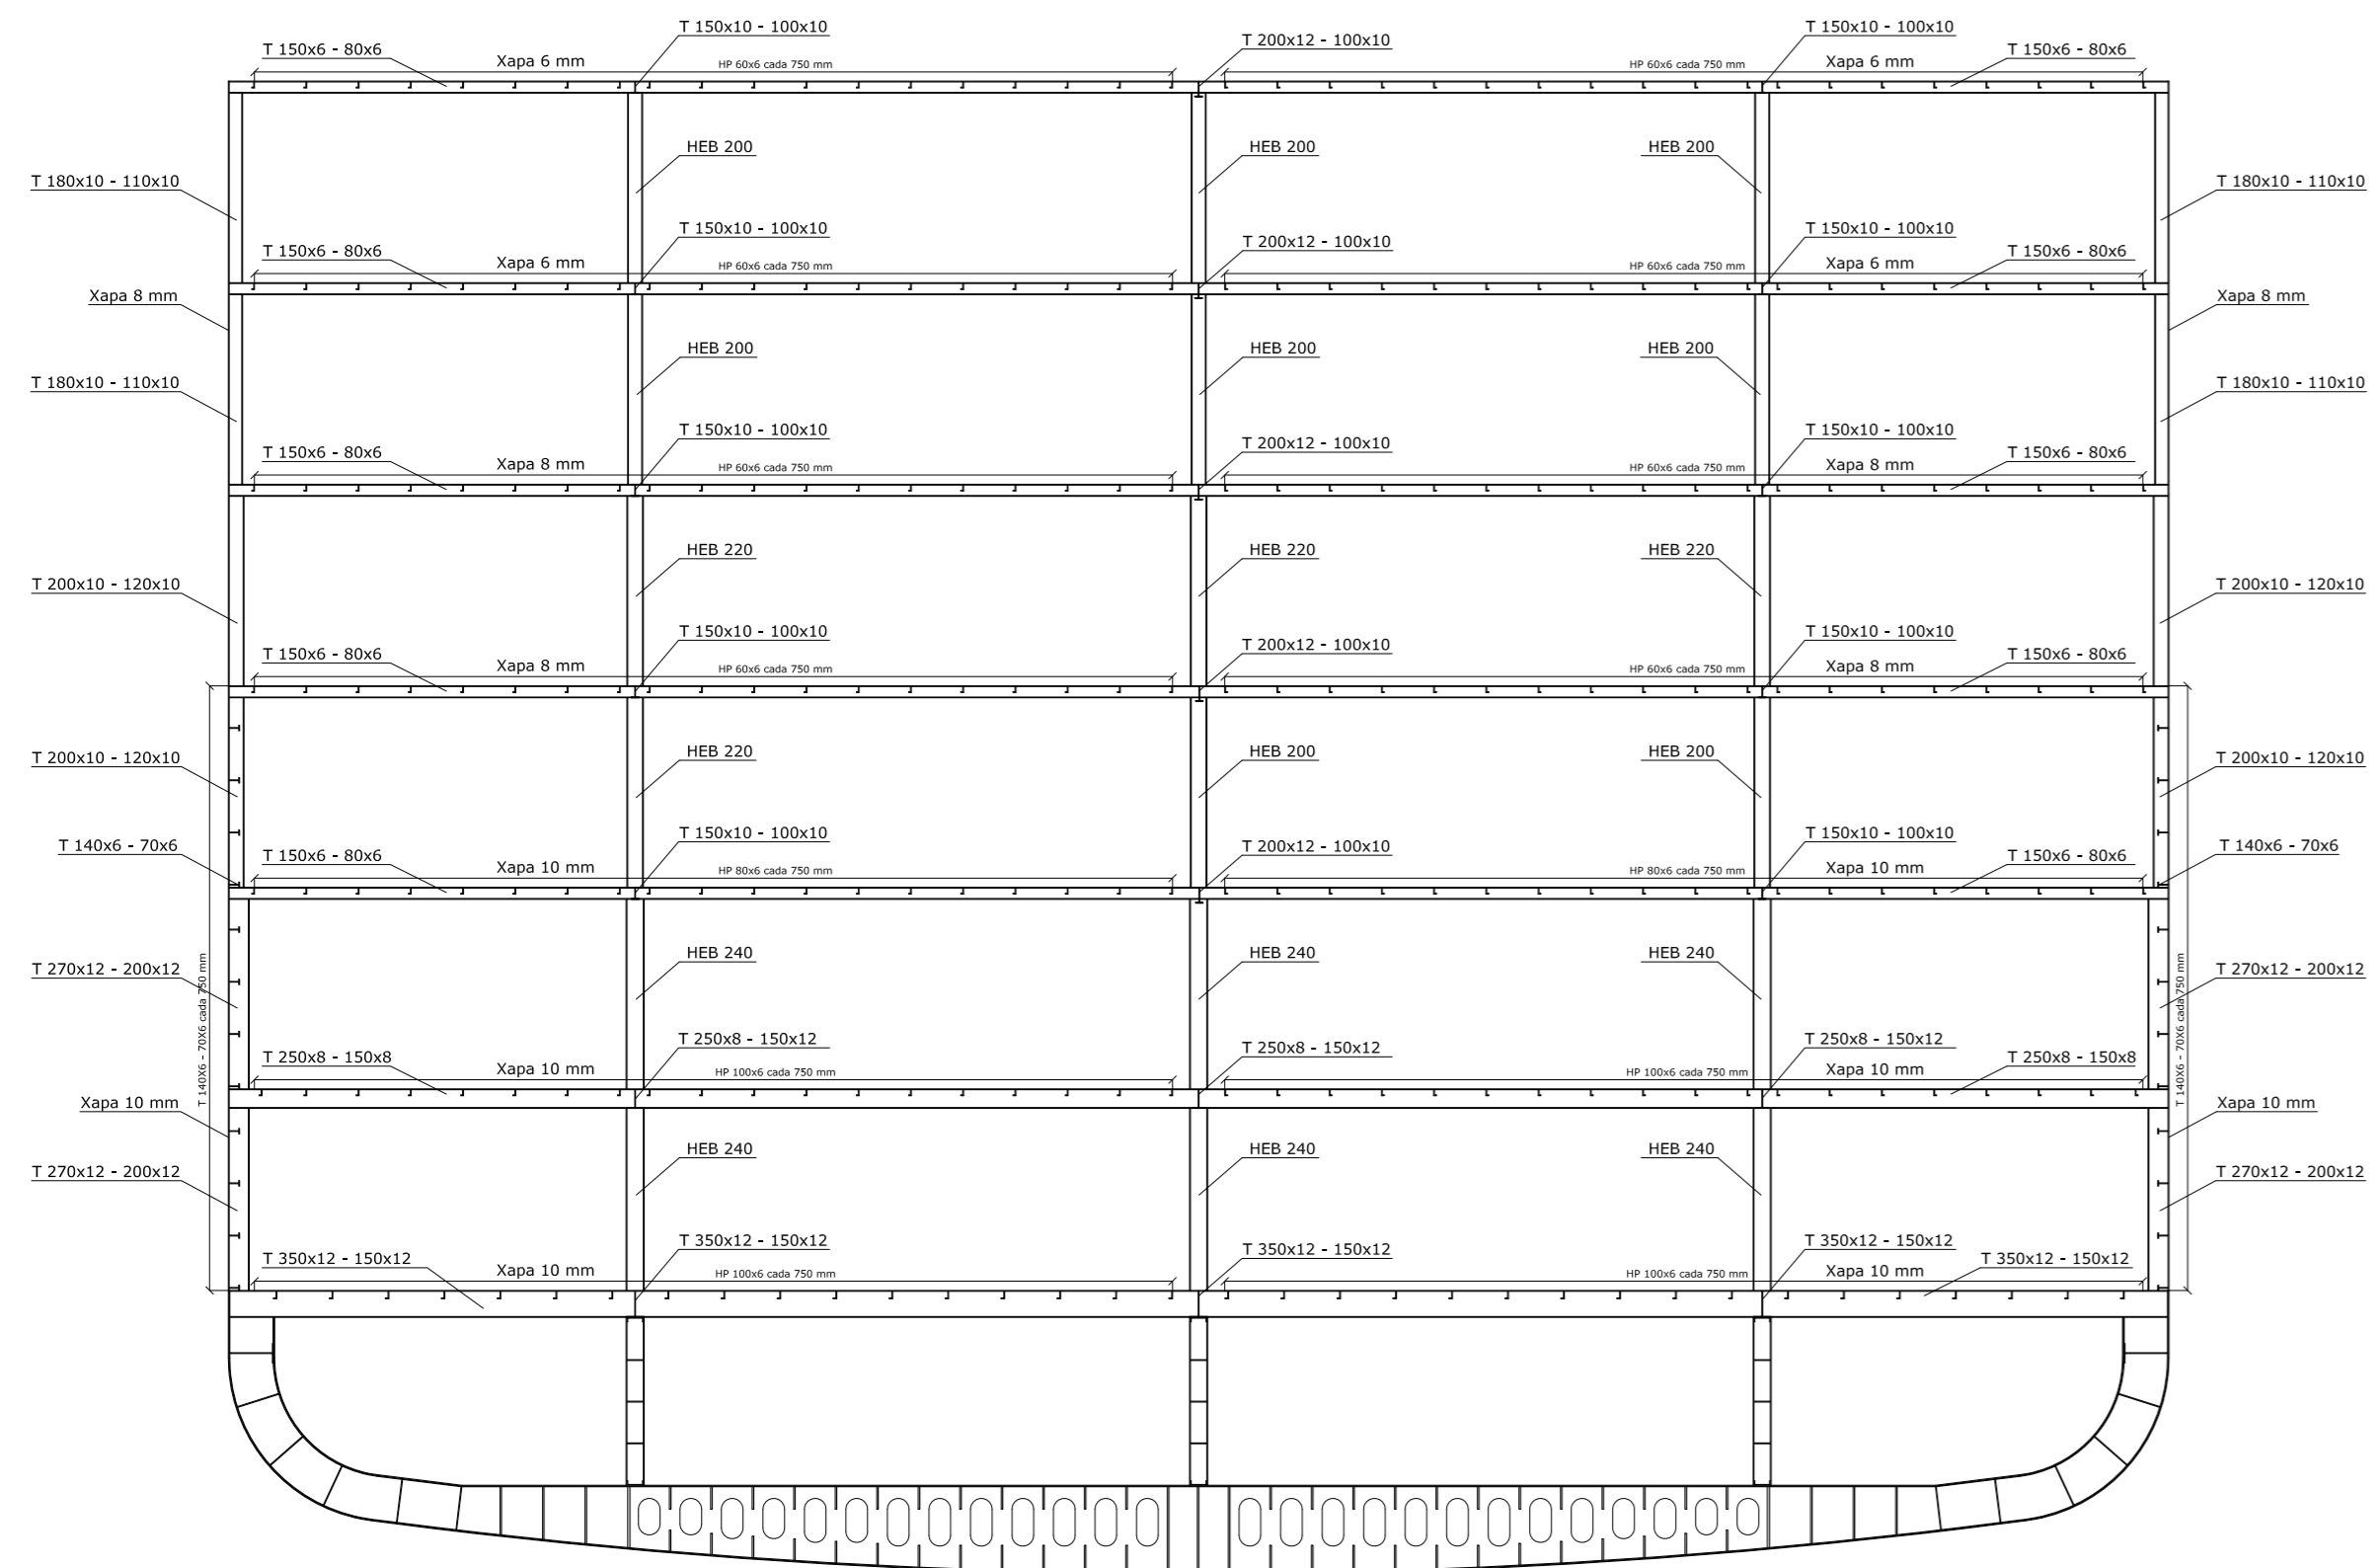 T 150x10 - 100x10
T 150x10 - 100x10
T 200x12 - 100x10
T 150x6 - 80x6
T 150x6 - 80x6
Xapa 6 mm
HP 60x6 cada 750 mm
HP 60x6 cada 750 mm
Xapa 6 mm
HEB 200
HEB 200
HEB 200
T 180x10 - 110x10
T 180x10 - 110x10
T 150x10 - 100x10
T 200x12 - 100x10
T 150x10 - 100x10
T 150x6 - 80x6
T 150x6 - 80x6
Xapa 6 mm
HP 60x6 cada 750 mm
HP 60x6 cada 750 mm
Xapa 6 mm
Xapa 8 mm
Xapa 8 mm
HEB 200
HEB 200
HEB 200
T 180x10 - 110x10
T 180x10 - 110x10
T 150x10 - 100x10
T 200x12 - 100x10
T 150x10 - 100x10
T 150x6 - 80x6
T 150x6 - 80x6
Xapa 8 mm
HP 60x6 cada 750 mm
HP 60x6 cada 750 mm
Xapa 8 mm
HEB 220
HEB 220
HEB 220
T 200x10 - 120x10
T 200x10 - 120x10
T 150x10 - 100x10
T 200x12 - 100x10
T 150x10 - 100x10
T 150x6 - 80x6
T 150x6 - 80x6
Xapa 8 mm
HP 60x6 cada 750 mm
HP 60x6 cada 750 mm
Xapa 8 mm
T 200x10 - 120x10
HEB 220
HEB 200
HEB 200
T 200x10 - 120x10
T 140x6 - 70x6
T 150x10 - 100x10
T 200x12 - 100x10
T 150x10 - 100x10
T 140x6 - 70x6
T 150x6 - 80x6
T 150x6 - 80x6
Xapa 10 mm
HP 80x6 cada 750 mm
HP 80x6 cada 750 mm
Xapa 10 mm
HEB 240
HEB 240
HEB 240
T 270x12 - 200x12
T 270x12 - 200x12
T 140X6 - 70X6 cada 750 mm
T 140X6 - 70X6 cada 750 mm
T 250x8 - 150x12
T 250x8 - 150x12
T 250x8 - 150x12
T 250x8 - 150x8
T 250x8 - 150x8
Xapa 10 mm
HP 100x6 cada 750 mm
HP 100x6 cada 750 mm
Xapa 10 mm
Xapa 10 mm
Xapa 10 mm
HEB 240
HEB 240
HEB 240
T 270x12 - 200x12
T 270x12 - 200x12
T 350x12 - 150x12
T 350x12 - 150x12
T 350x12 - 150x12
T 350x12 - 150x12
T 350x12 - 150x12
Xapa 10 mm
HP 100x6 cada 750 mm
HP 100x6 cada 750 mm
Xapa 10 mm